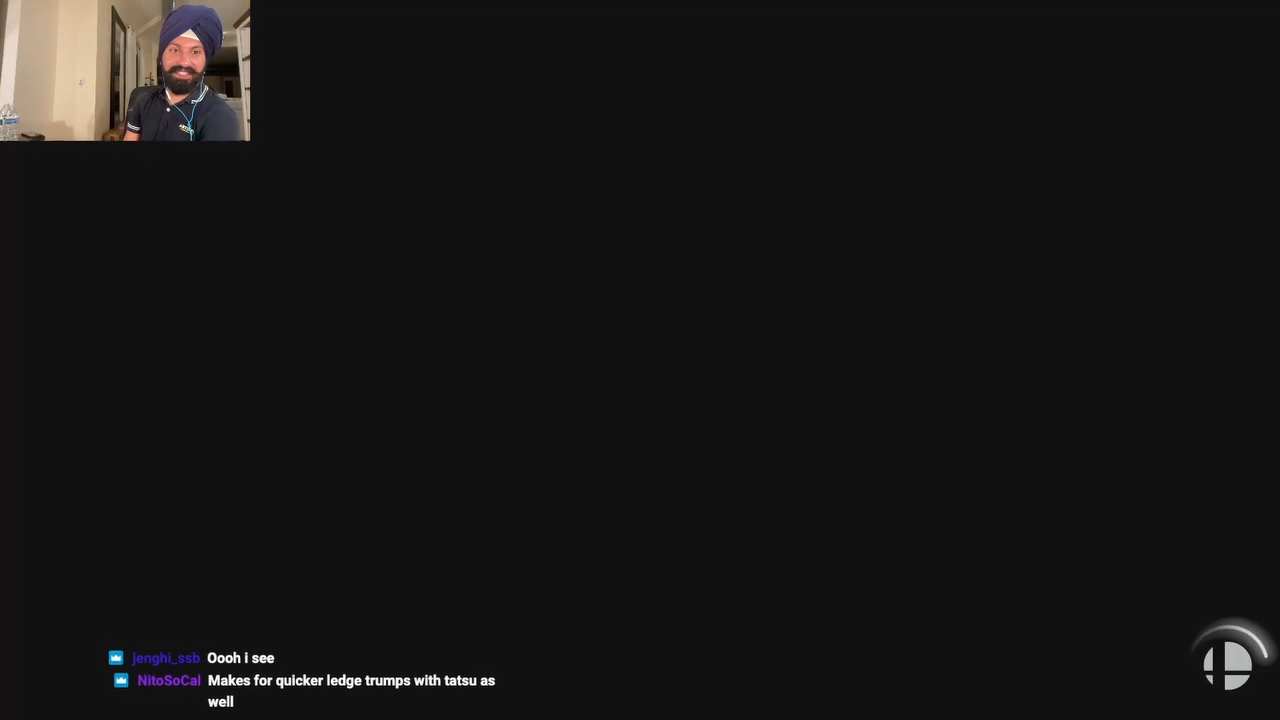 jenghi_ssb Oooh i see
NitoSoCal Makes for quicker ledge trumps with tatsu as
well